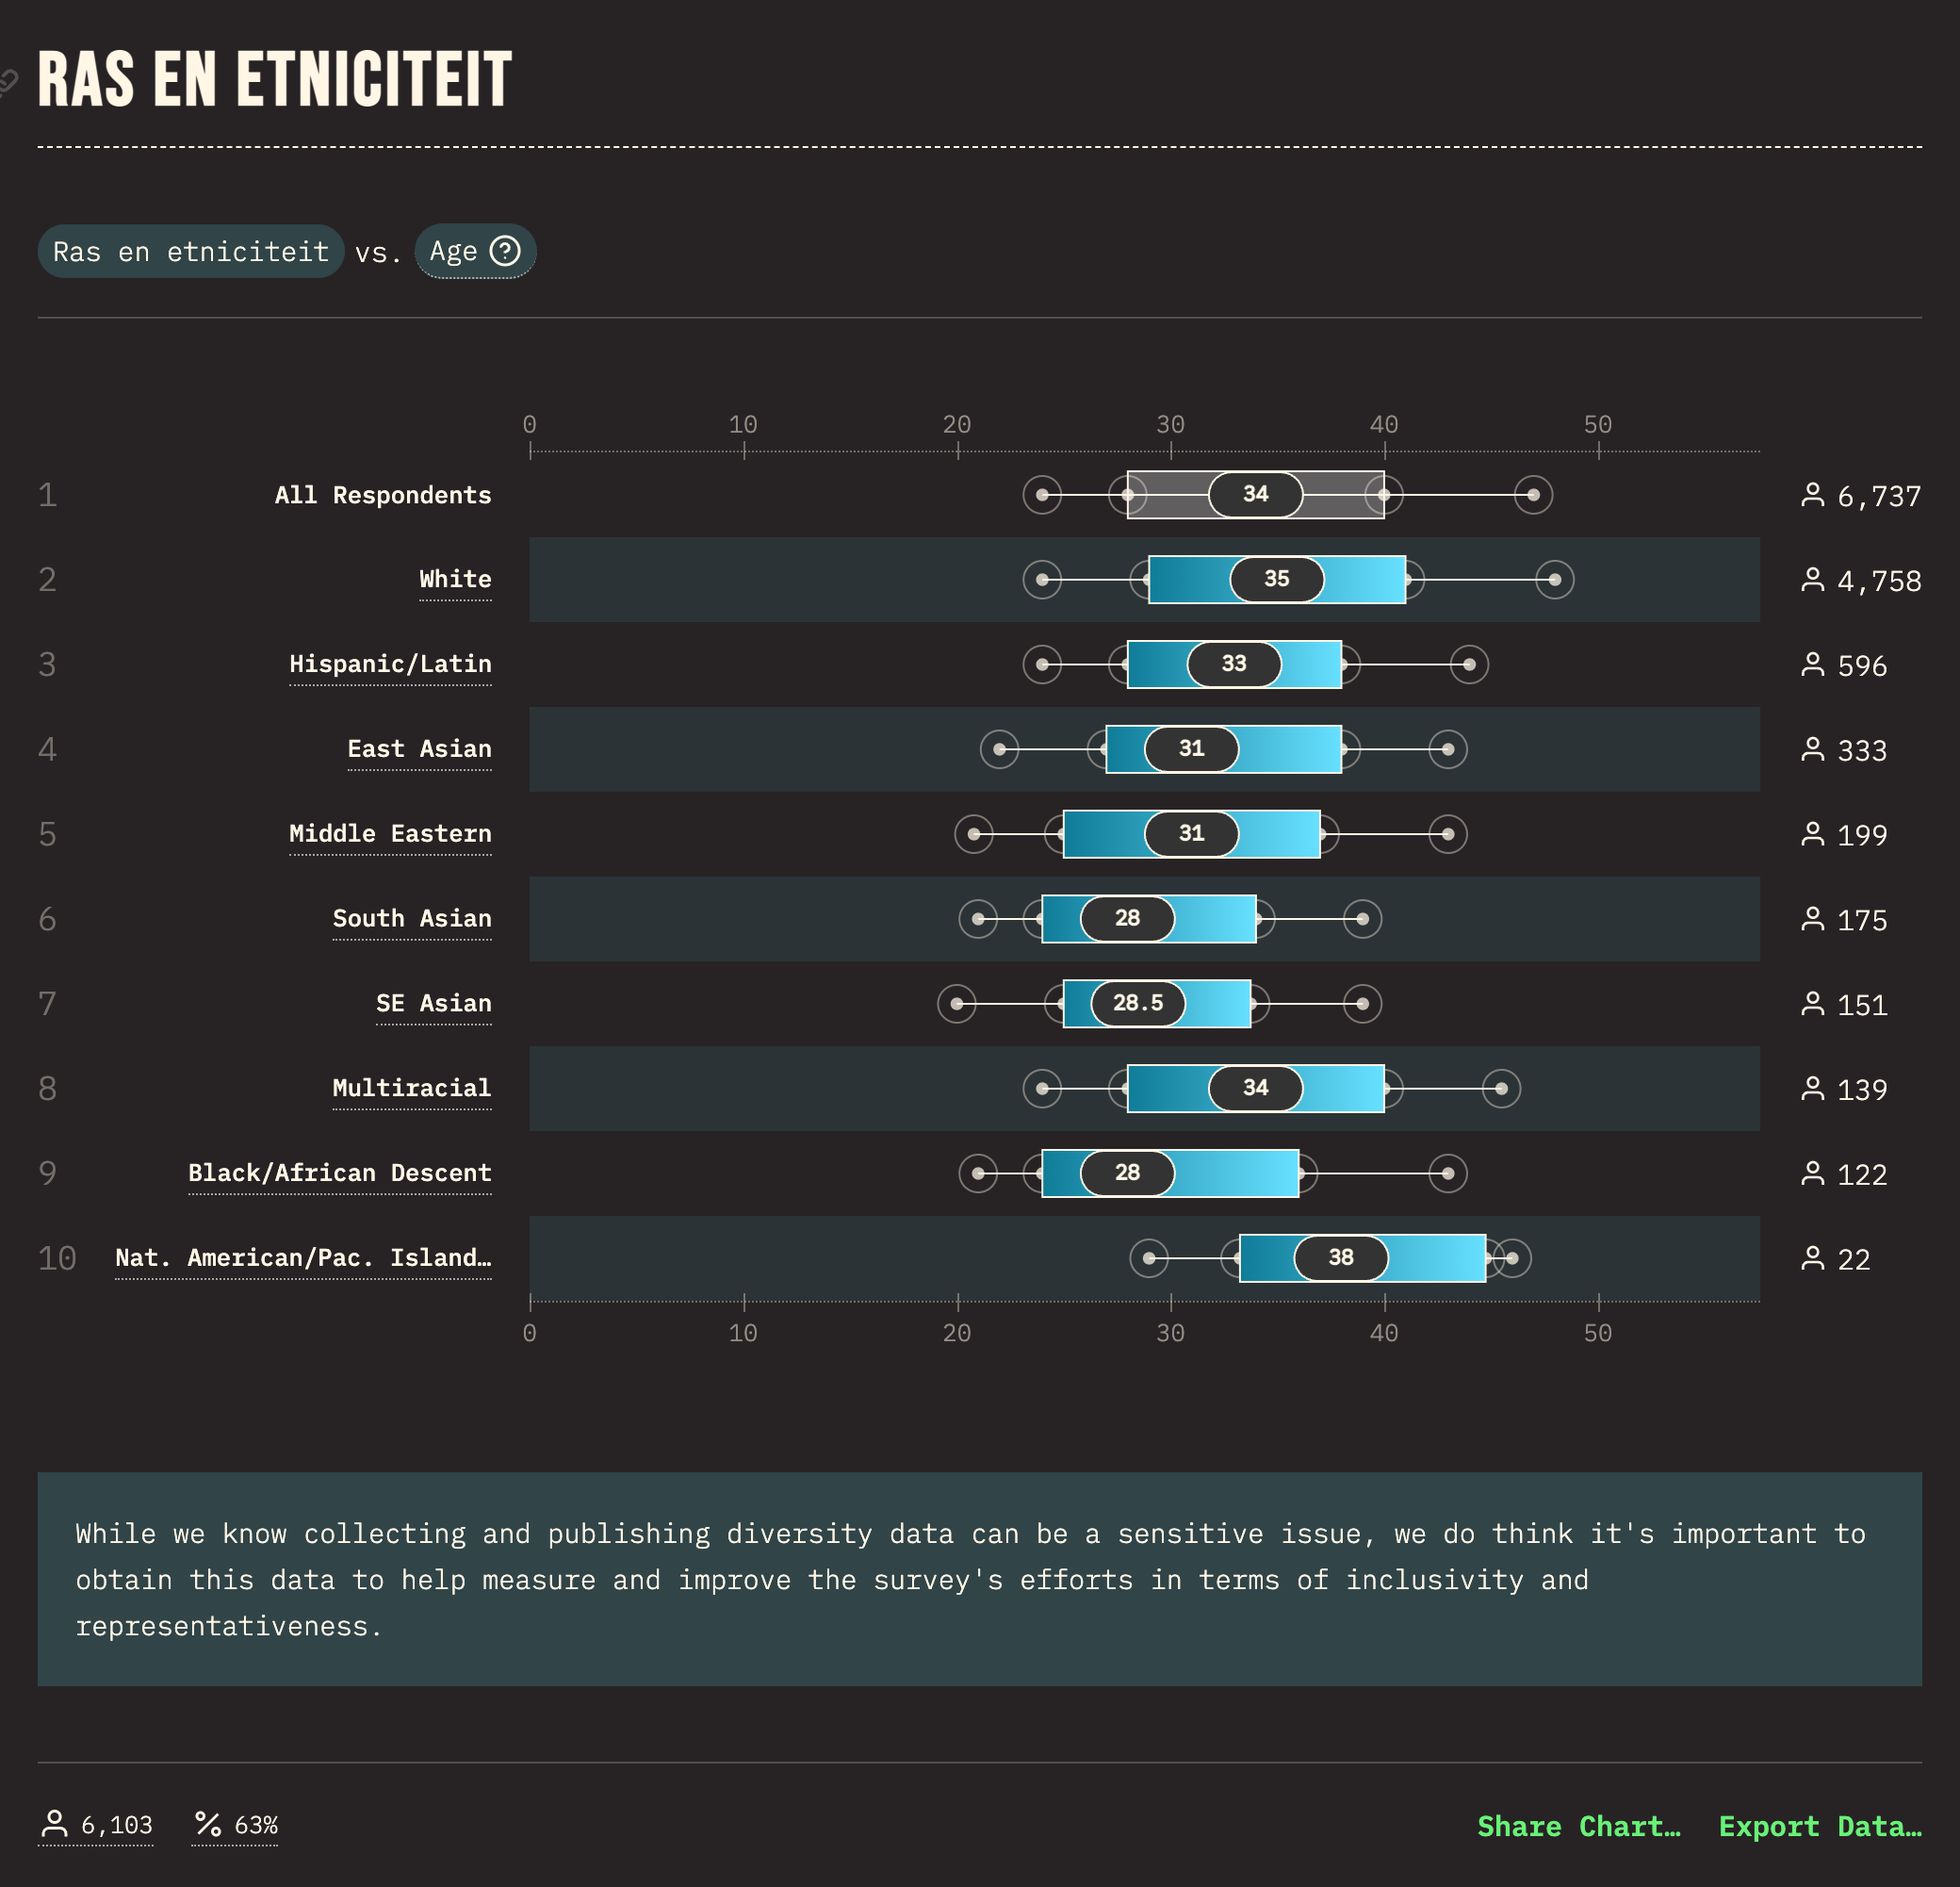 RAS EN ETNICITEIT
Ras en etniciteit vs. Age ?
0 10 20 30 40 50
1 All Respondents 34 6,737
2 White 35 4,758
3 Hispanic/Latin 33 596
4 East Asian 31 333
5 Middle Eastern 31 199
6 South Asian 28 175
7 SE Asian 28.5 151
8 Multiracial 34 139
9 Black/African Descent 28 122
10 Nat. American/Pac. Island… 38 22
0 10 20 30 40 50
While we know collecting and publishing diversity data can be a sensitive issue, we do think it's important to
obtain this data to help measure and improve the survey's efforts in terms of inclusivity and
representativeness.
6,103 % 63% Share Chart… Export Data…